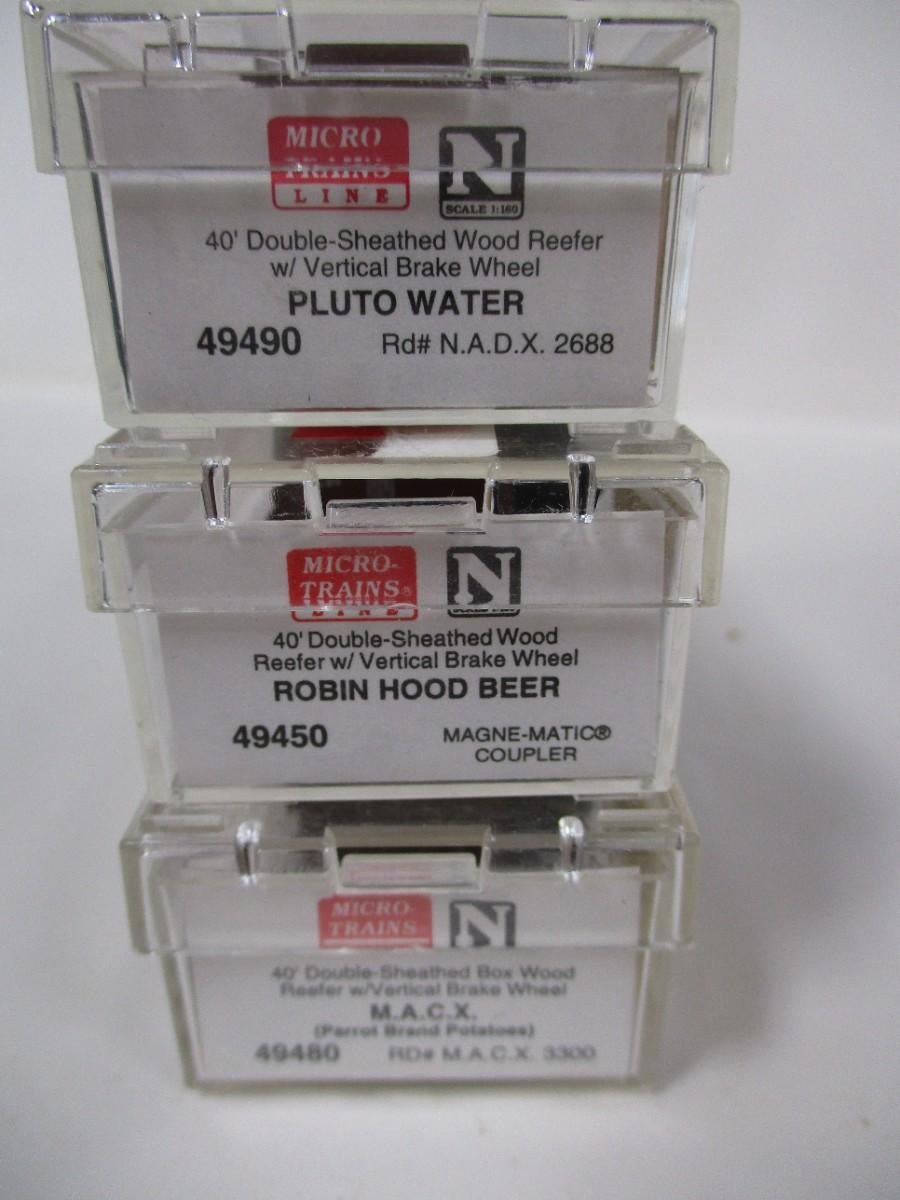 MICRO
TRAINS
LINE
N
SCALE 1:160
40' Double-Sheathed Wood Reefer
w/ Vertical Brake Wheel
PLUTO WATER
49490 Rd# N.A.D.X. 2688
MICRO-
TRAINS®
LINE
N
40' Double-Sheathed Wood
Reefer w/ Vertical Brake Wheel
ROBIN HOOD BEER
49450 MAGNE-MATIC®
COUPLER
MICRO-
TRAINS
N
40' Double-Sheathed Box Wood
Reefer w/Vertical Brake Wheel
M.A.C.X.
(Parrot Brand Potatoes)
49480 RD# M.A.C.X. 3300